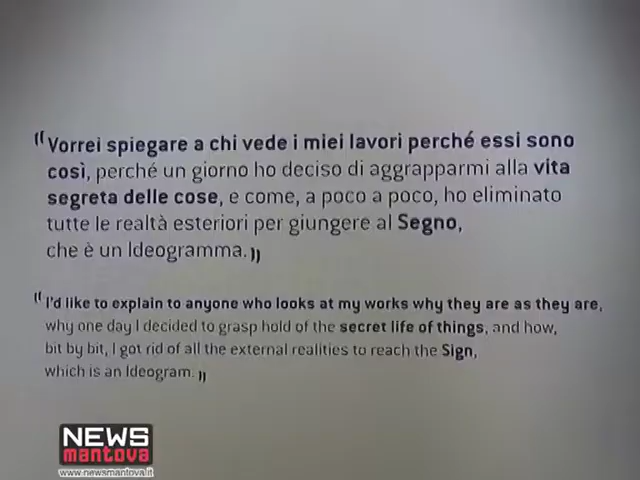 "Vorrei spiegare a chi vede i miei lavori perché essi sono
così, perché un giorno ho deciso di aggrapparmi alla vita
segreta delle cose, e come, a poco a poco, ho eliminato
tutte le realtà esteriori per giungere al Segno,
che è un Ideogramma."
"I'd like to explain to anyone who looks at my works why they are as they are,
why one day I decided to grasp hold of the secret life of things, and how,
bit by bit, I got rid of all the external realities to reach the Sign,
which is an Ideogram."
NEWS
mantova
www.newsmantova.it